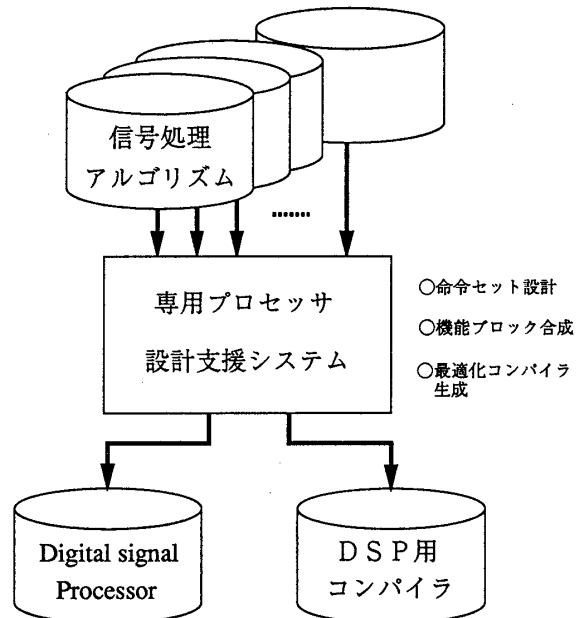 信号処理
アルゴリズム
........
専用プロセッサ
設計支援システム
○命令セット設計
○機能ブロック合成
○最適化コンパイラ
生成
Digital signal
Processor
DSP用
コンパイラ